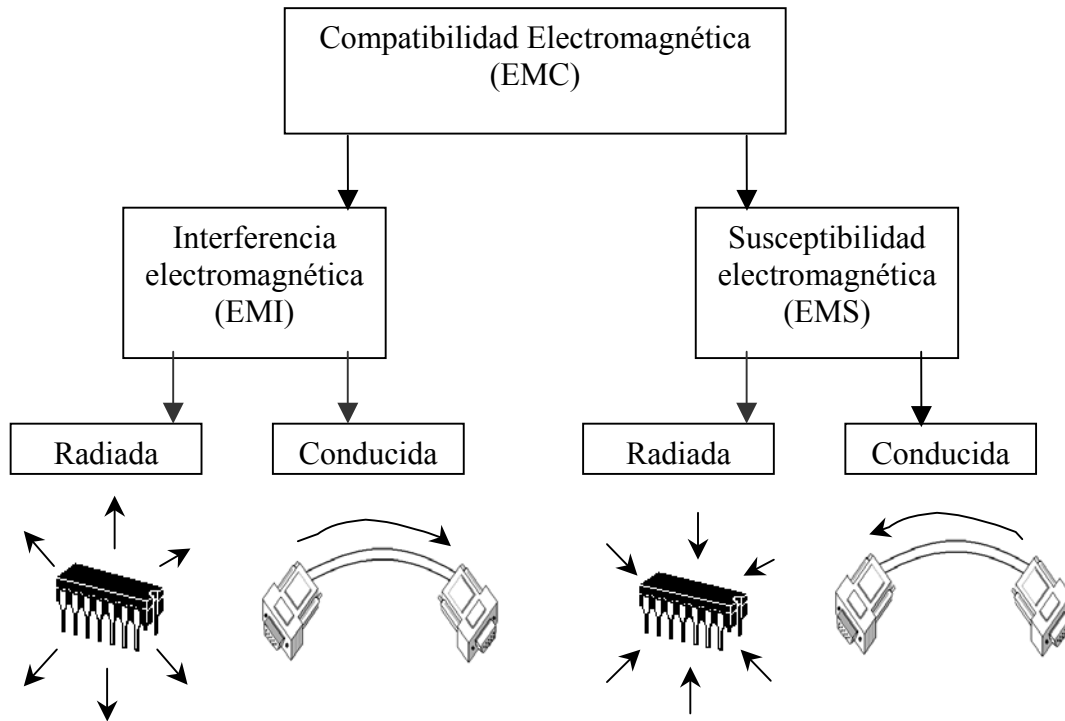 Compatibilidad Electromagnética
(EMC)
Interferencia
electromagnética
(EMI)
Susceptibilidad
electromagnética
(EMS)
Radiada
Conducida
Radiada
Conducida